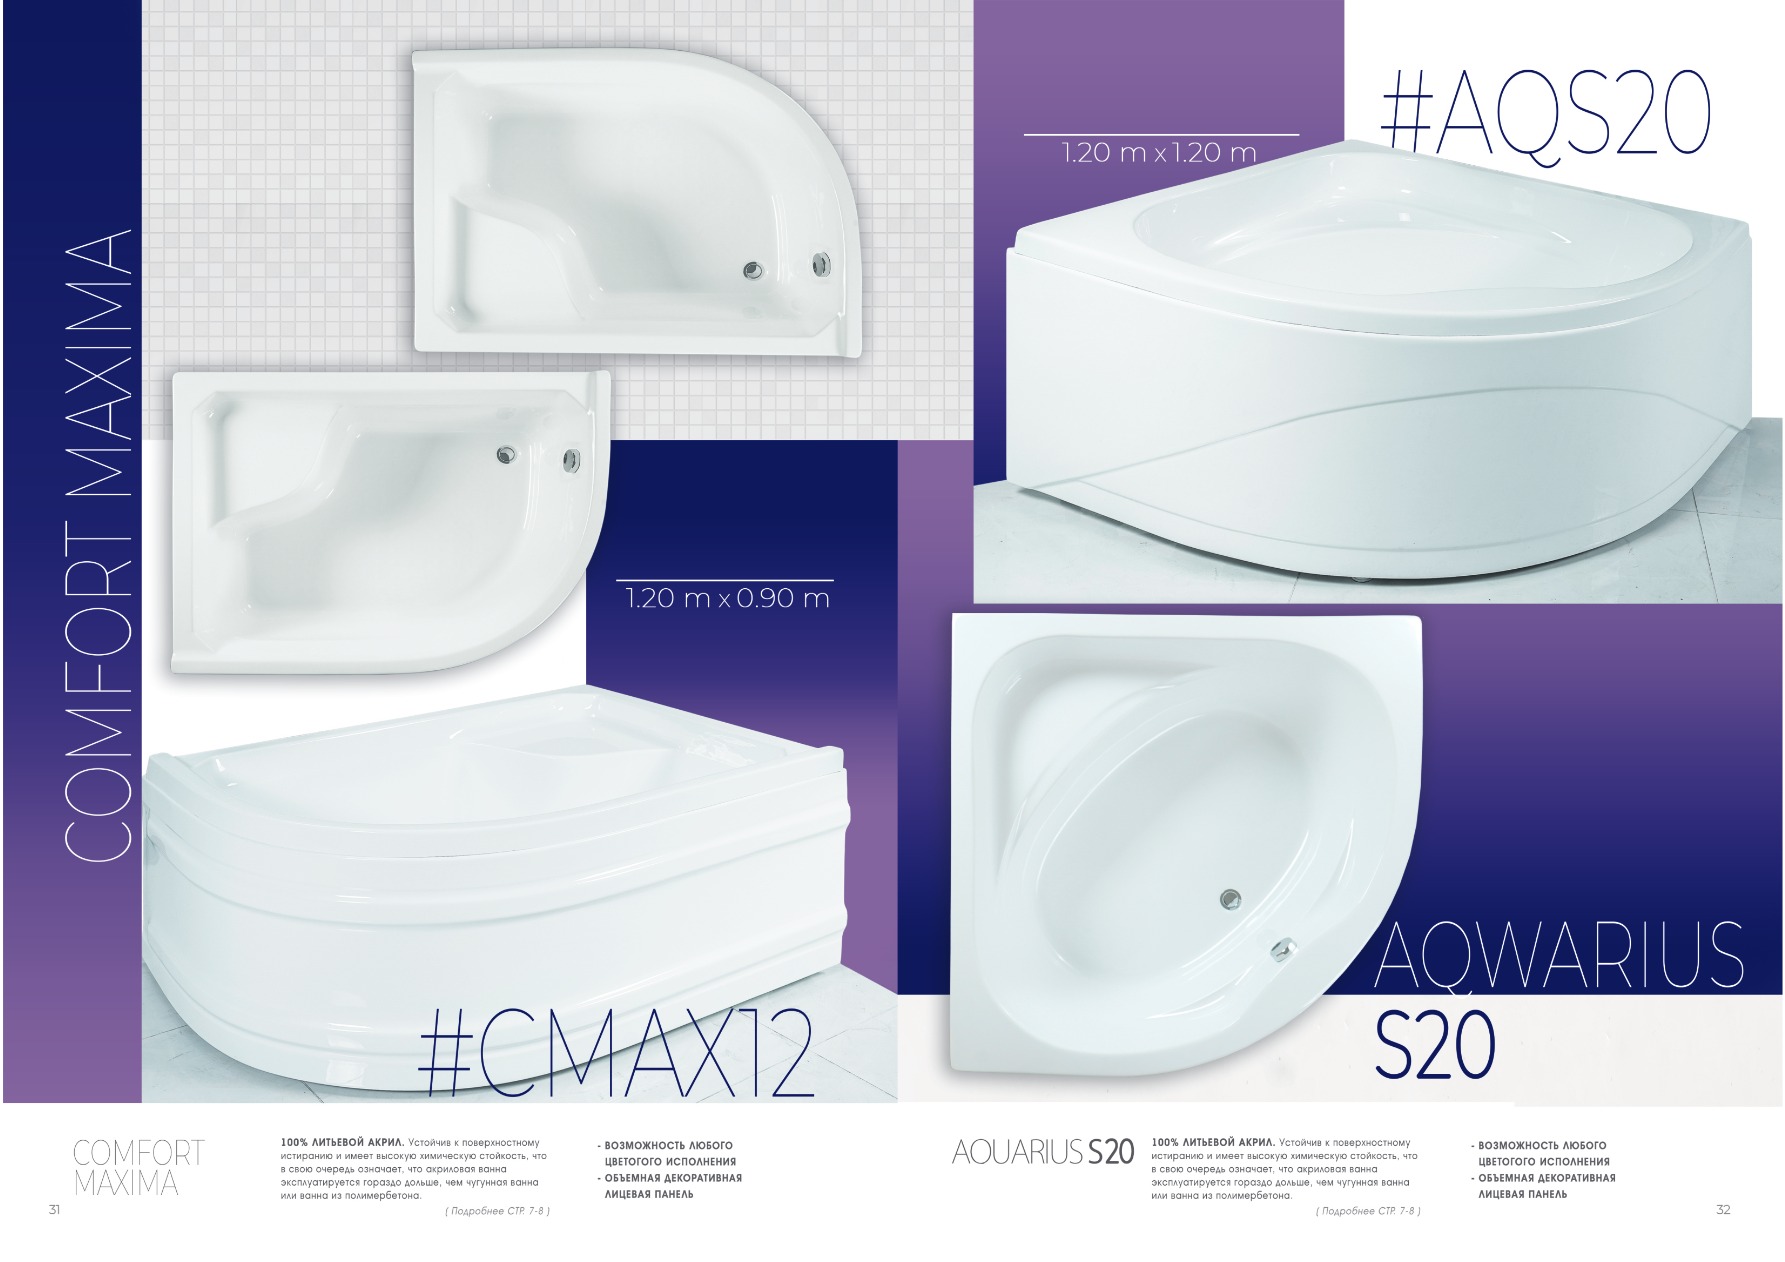 COMFORT MAXIMA
1.20 m x 0.90 m
#CMAX12
COMFORT
MAXIMA
100% ЛИТЬЕВОЙ АКРИЛ. Устойчив к поверхностному
истиранию и имеет высокую химическую стойкость, что
в свою очередь означает, что акриловая ванна
эксплуатируется гораздо дольше, чем чугунная ванна
или ванна из полимербетона.
( Подробнее СТР. 7-8 )
- ВОЗМОЖНОСТЬ ЛЮБОГО
ЦВЕТОГОГО ИСПОЛНЕНИЯ
- ОБЪЕМНАЯ ДЕКОРАТИВНАЯ
ЛИЦЕВАЯ ПАНЕЛЬ
31
#AQS20
1.20 m x 1.20 m
AQWARIUS
S20
AQUARIUS S20
100% ЛИТЬЕВОЙ АКРИЛ. Устойчив к поверхностному
истиранию и имеет высокую химическую стойкость, что
в свою очередь означает, что акриловая ванна
эксплуатируется гораздо дольше, чем чугунная ванна
или ванна из полимербетона.
( Подробнее СТР. 7-8 )
- ВОЗМОЖНОСТЬ ЛЮБОГО
ЦВЕТОГОГО ИСПОЛНЕНИЯ
- ОБЪЕМНАЯ ДЕКОРАТИВНАЯ
ЛИЦЕВАЯ ПАНЕЛЬ
32